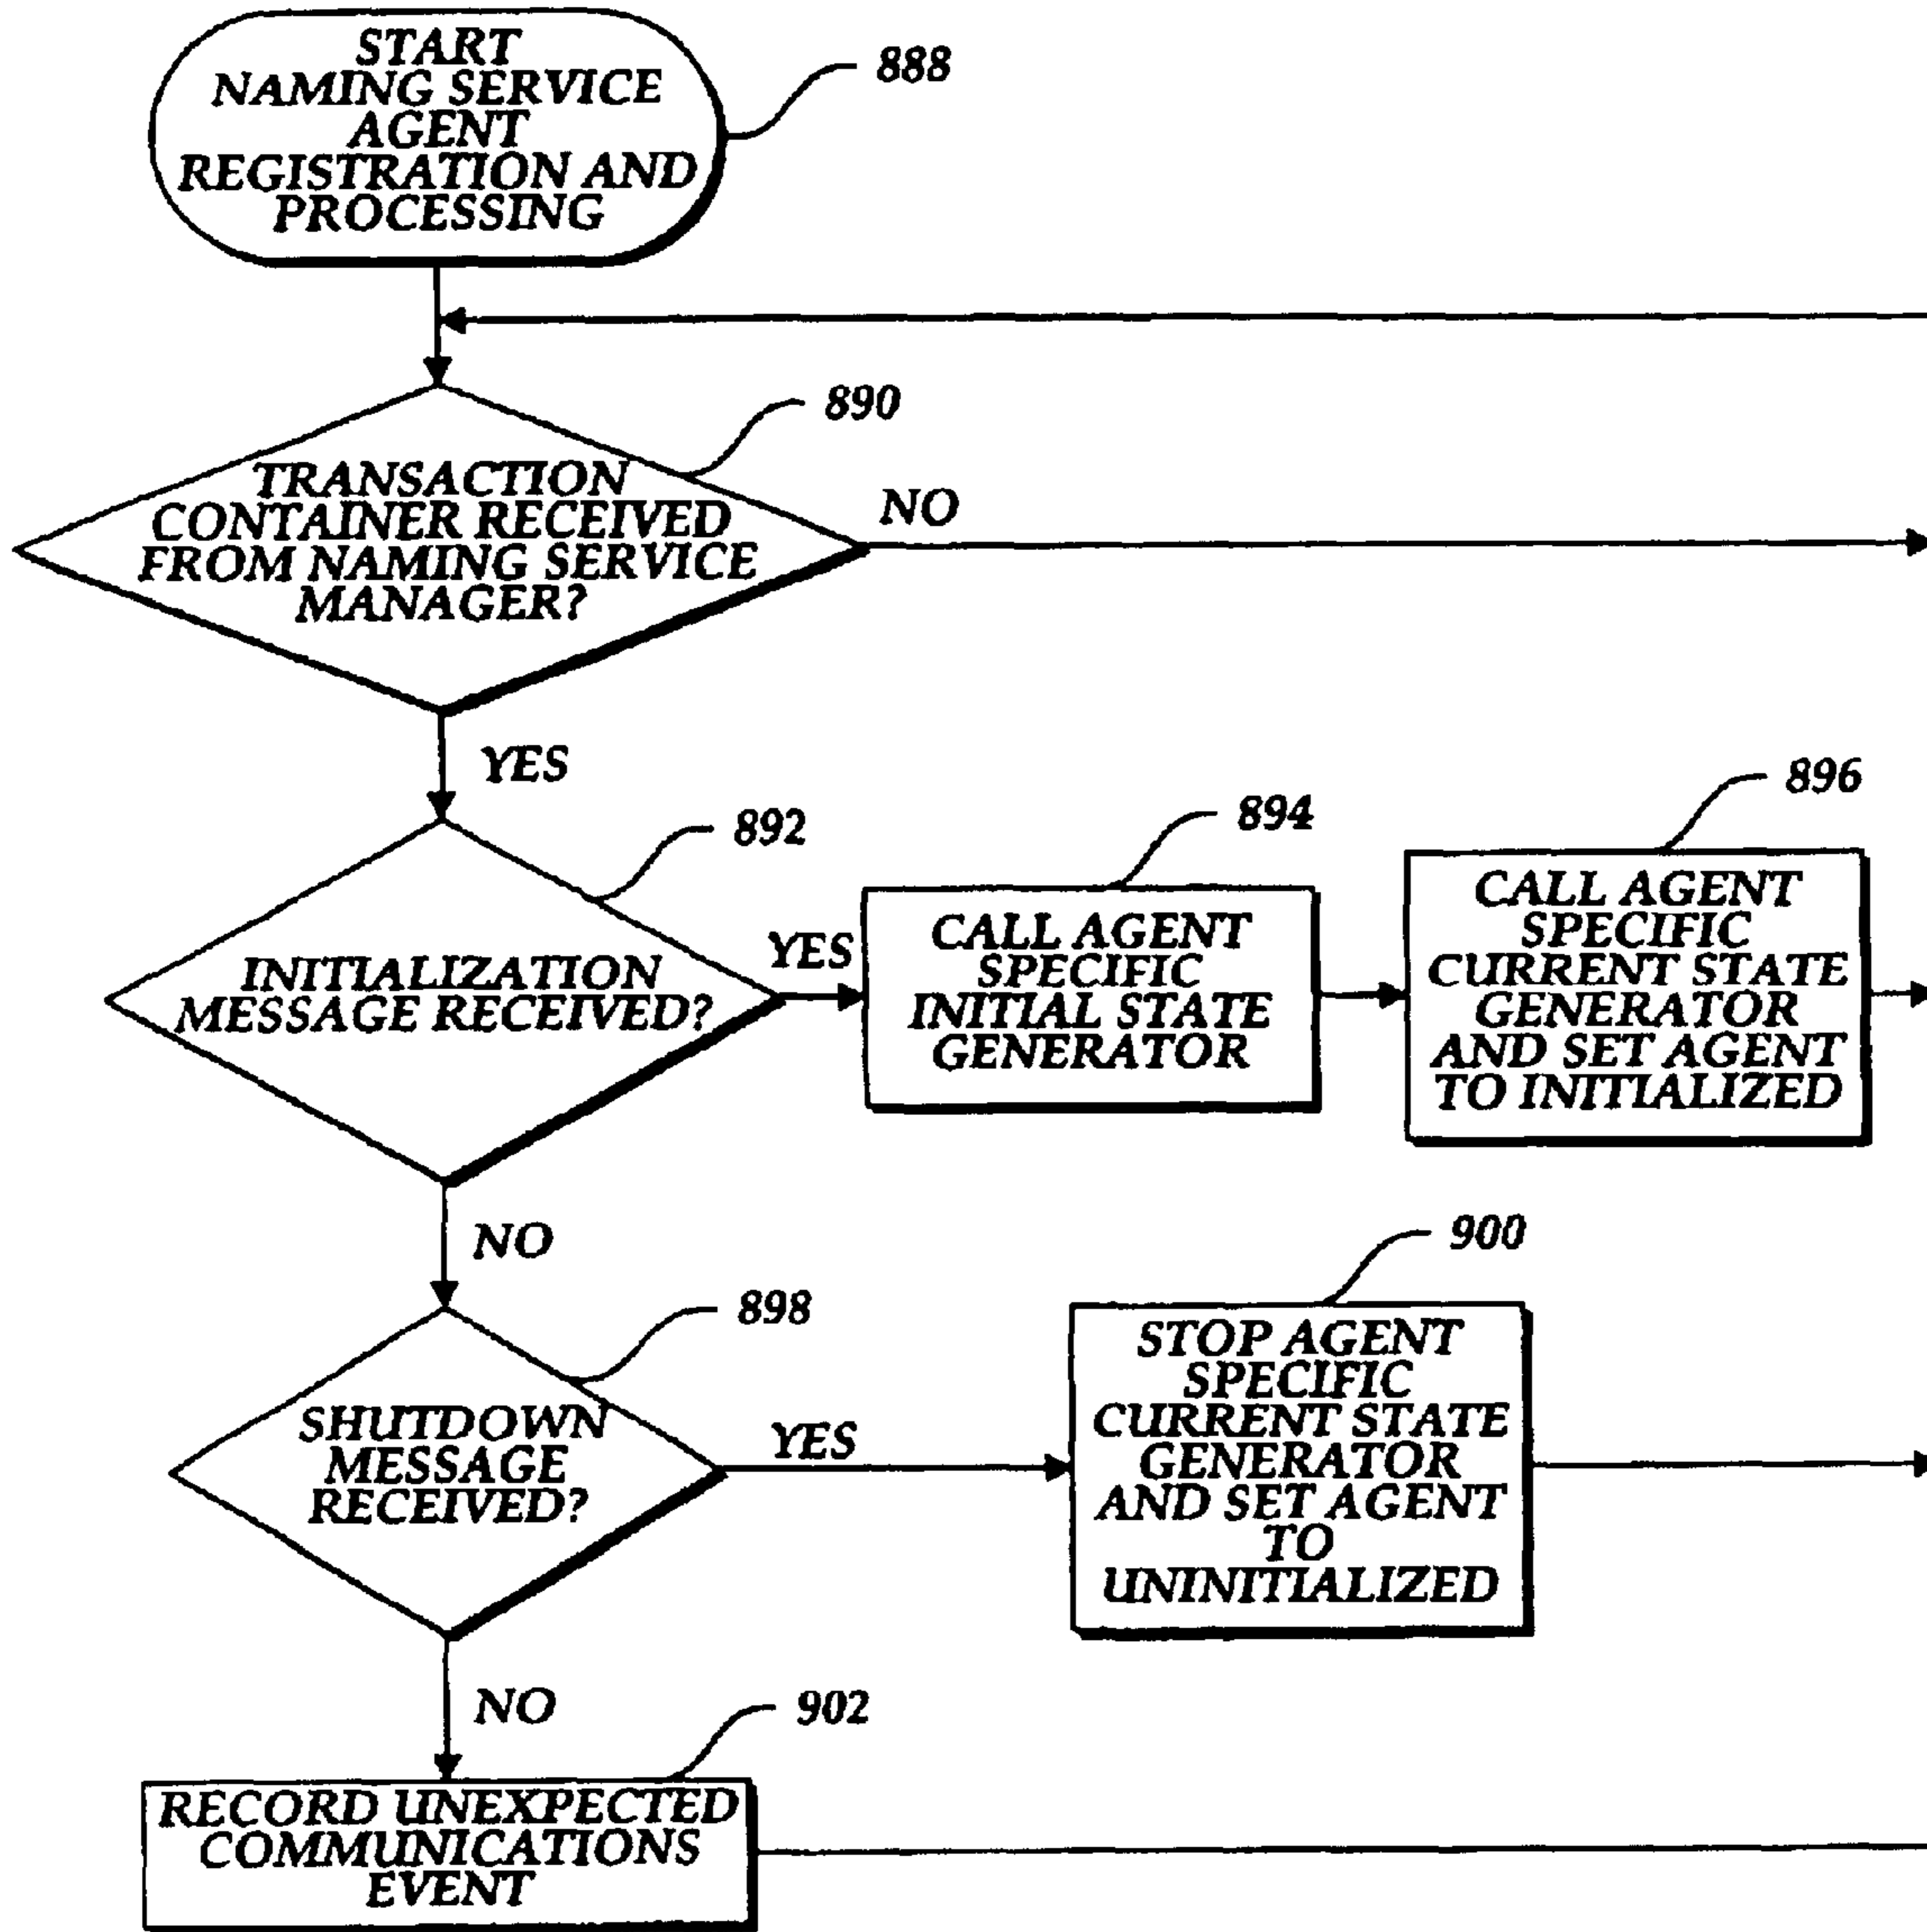 START
NAMING SERVICE
AGENT
REGISTRATION AND
PROCESSING
888
890
TRANSACTION
CONTAINER RECEIVED
FROM NAMING SERVICE
MANAGER?
NO
YES
892
INITIALIZATION
MESSAGE RECEIVED?
YES
894
CALL AGENT
SPECIFIC
INITIAL STATE
GENERATOR
896
CALL AGENT
SPECIFIC
CURRENT STATE
GENERATOR
AND SET AGENT
TO INITIALIZED
NO
898
SHUTDOWN
MESSAGE
RECEIVED?
YES
900
STOP AGENT
SPECIFIC
CURRENT STATE
GENERATOR
AND SET AGENT
TO
UNINITIALIZED
NO
902
RECORD UNEXPECTED
COMMUNICATIONS
EVENT